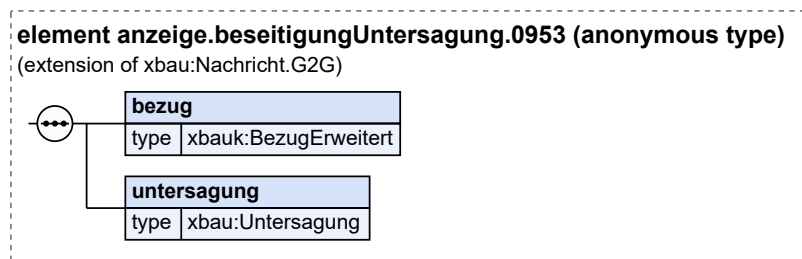 element anzeige.beseitigungUntersagung.0953 (anonymous type)
(extension of xbau:Nachricht.G2G)
bezug
type xbauk:BezugErweitert
untersagung
type xbau:Untersagung